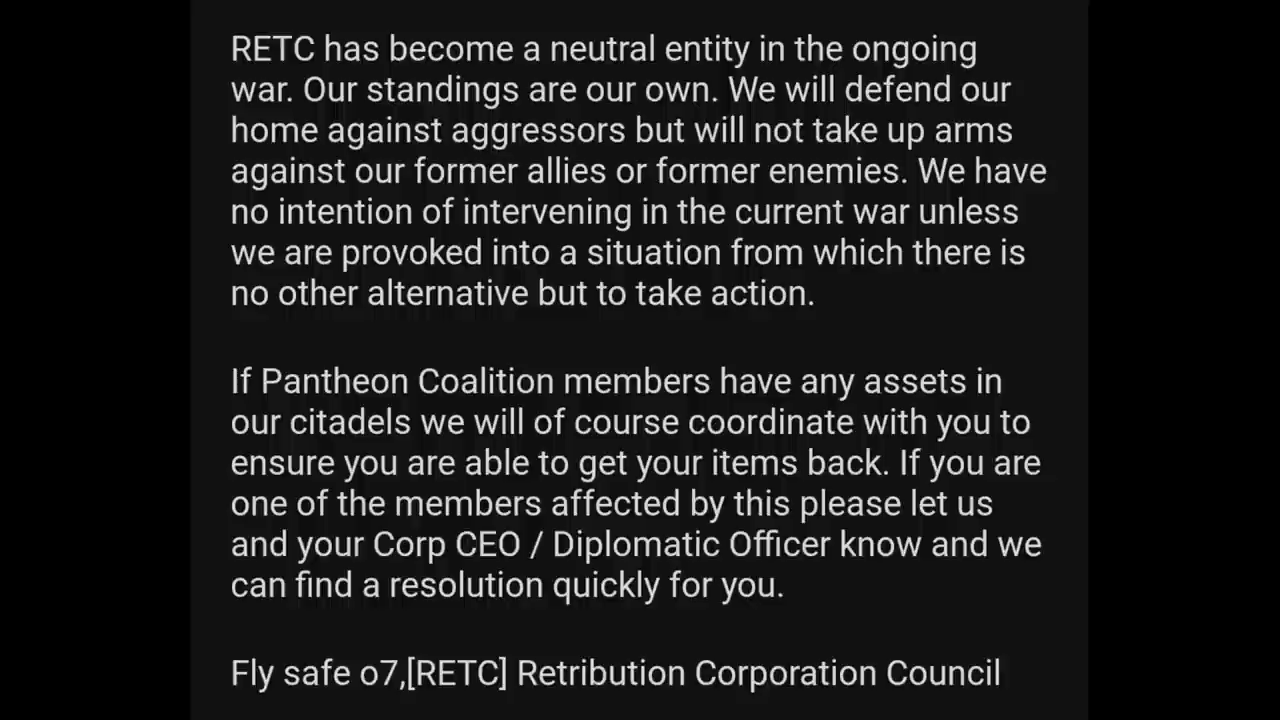 RETC has become a neutral entity in the ongoing
war. Our standings are our own. We will defend our
home against aggressors but will not take up arms
against our former allies or former enemies. We have
no intention of intervening in the current war unless
we are provoked into a situation from which there is
no other alternative but to take action.
If Pantheon Coalition members have any assets in
our citadels we will of course coordinate with you to
ensure you are able to get your items back. If you are
one of the members affected by this please let us
and your Corp CEO / Diplomatic Officer know and we
can find a resolution quickly for you.
Fly safe o7,[RETC] Retribution Corporation Council